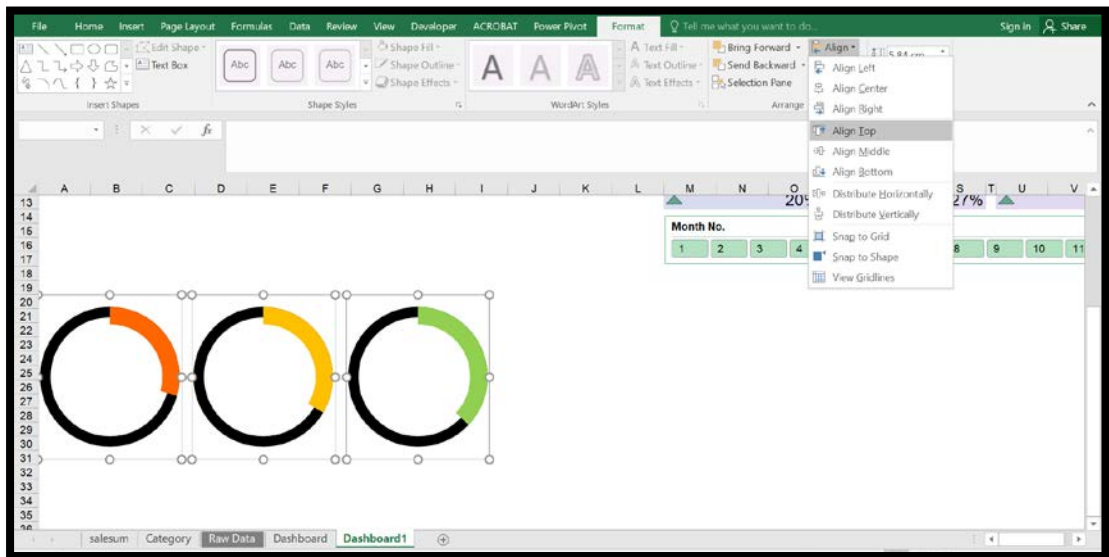 File Home Insert Page Layout Formulas Data Review View Developer ACROBAT Power Pivot Format Tell me what you want to do... Sign in Share
Edit Shape
Text Box
Insert Shapes
Abc Abc Abc
Shape Fill
Shape Outline
Shape Effects
Shape Styles
A A A
WordArt Styles
Text Fill
Text Outline
Text Effects
Bring Forward
Send Backward
Selection Pane
Arrange
Align
5.84 cm
Align Left
Align Center
Align Right
Align Top
Align Middle
Align Bottom
Distribute Horizontally
Distribute Vertically
Snap to Grid
Snap to Shape
View Gridlines
fx
A B C D E F G H I J K L M N O S T U V
13
14
15
16
17
18
19
20
21
22
23
24
25
26
27
28
29
30
31
32
33
34
35
36
27%
Month No.
1 2 3 4 8 9 10 11
salesum Category Raw Data Dashboard Dashboard1